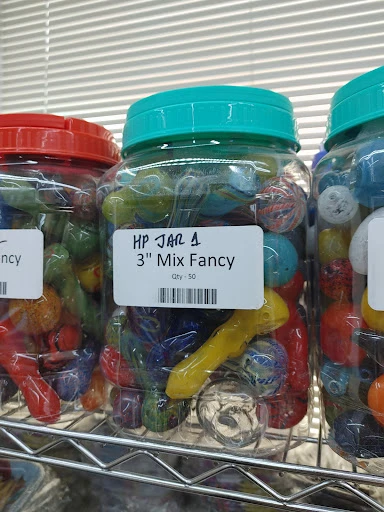 ncy
HP JAR 1
3" Mix Fancy
Qty - 50